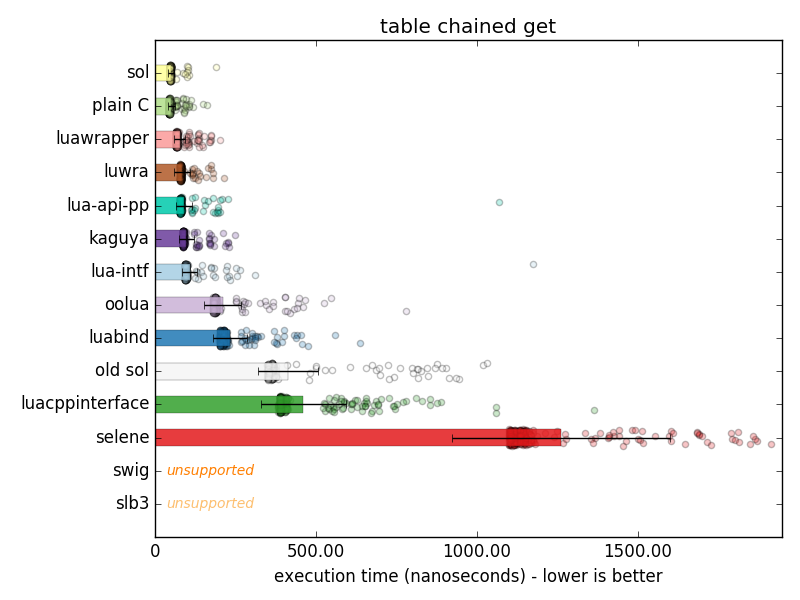 table chained get
sol
plain C
luawrapper
luwra
lua-api-pp
kaguya
lua-intf
oolua
luabind
old sol
luacppinterface
selene
swig unsupported
slb3 unsupported
0 500.00 1000.00 1500.00
execution time (nanoseconds) - lower is better